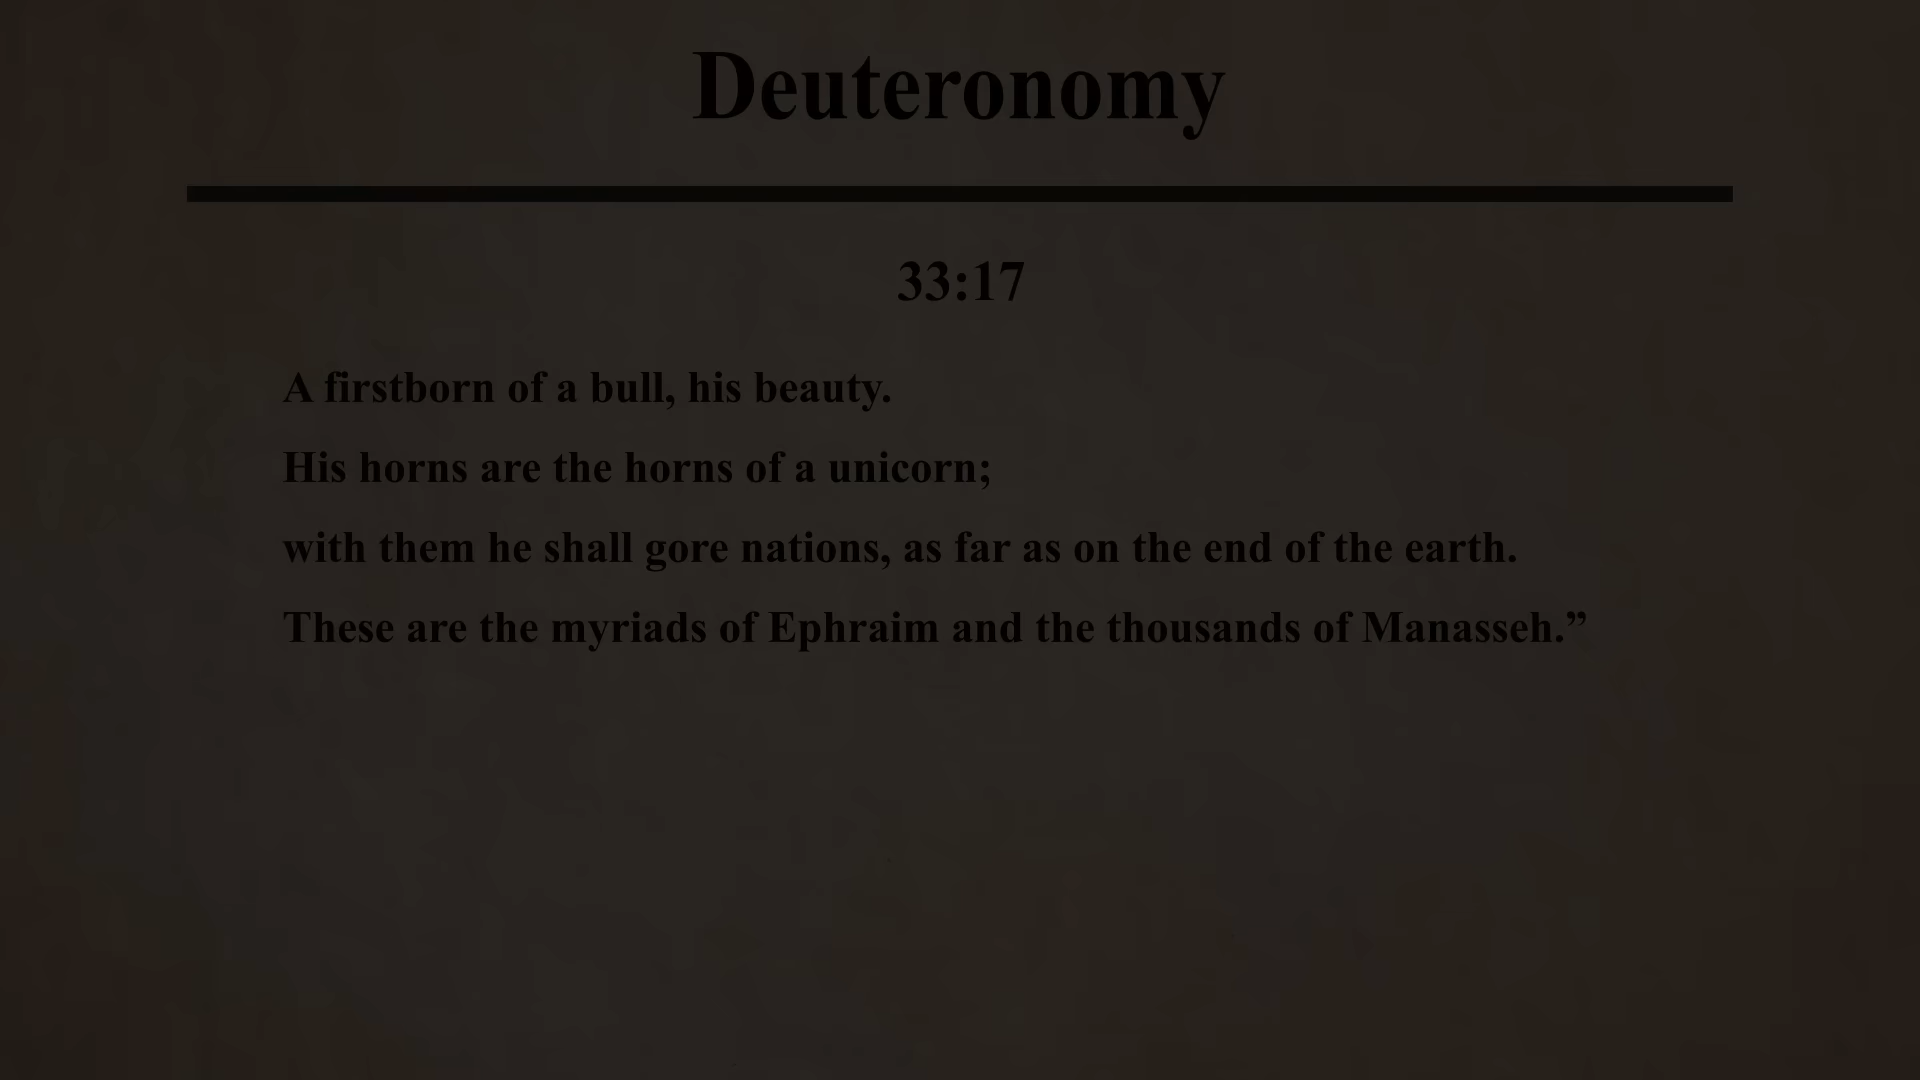 Deuteronomy
33:17
A firstborn of a bull, his beauty.
His horns are the horns of a unicorn;
with them he shall gore nations, as far as on the end of the earth.
These are the myriads of Ephraim and the thousands of Manasseh.”